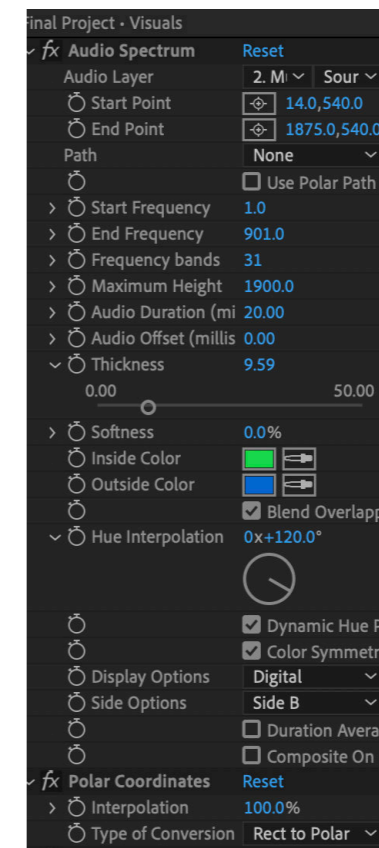 Final Project • Visuals
fx Audio Spectrum Reset
Audio Layer 2. M Sour
Start Point 14.0,540.0
End Point 1875.0,540.0
Path None
Use Polar Path
Start Frequency 1.0
End Frequency 901.0
Frequency bands 31
Maximum Height 1900.0
Audio Duration (mi 20.00
Audio Offset (millis 0.00
Thickness 9.59
0.00 50.00
Softness 0.0%
Inside Color
Outside Color
Blend Overlapp
Hue Interpolation 0x+120.0°
Dynamic Hue P
Color Symmetr
Display Options Digital
Side Options Side B
Duration Avera
Composite On
fx Polar Coordinates Reset
Interpolation 100.0%
Type of Conversion Rect to Polar